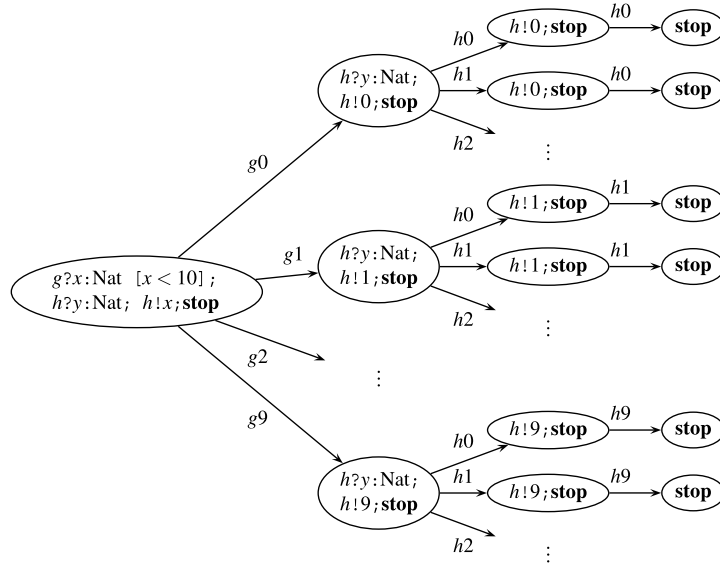 h0
h!0;stop
h0
stop
h?y:Nat;
h!0;stop
h1
h!0;stop
h0
stop
h2
⋮
g0
h0
h!1;stop
h1
stop
g1
h?y:Nat;
h!1;stop
h1
h!1;stop
h1
stop
h2
⋮
g?x:Nat [x < 10];
h?y:Nat; h!x;stop
g2
⋮
g9
h0
h!9;stop
h9
stop
h?y:Nat;
h!9;stop
h1
h!9;stop
h9
stop
h2
⋮